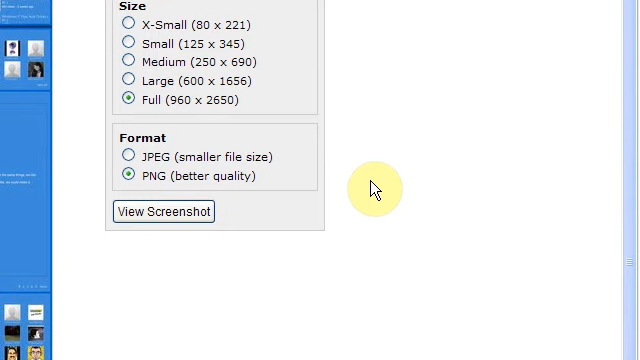 Size
X-Small (80 x 221)
Small (125 x 345)
Medium (250 x 690)
Large (600 x 1656)
Full (960 x 2650)
Format
JPEG (smaller file size)
PNG (better quality)
View Screenshot